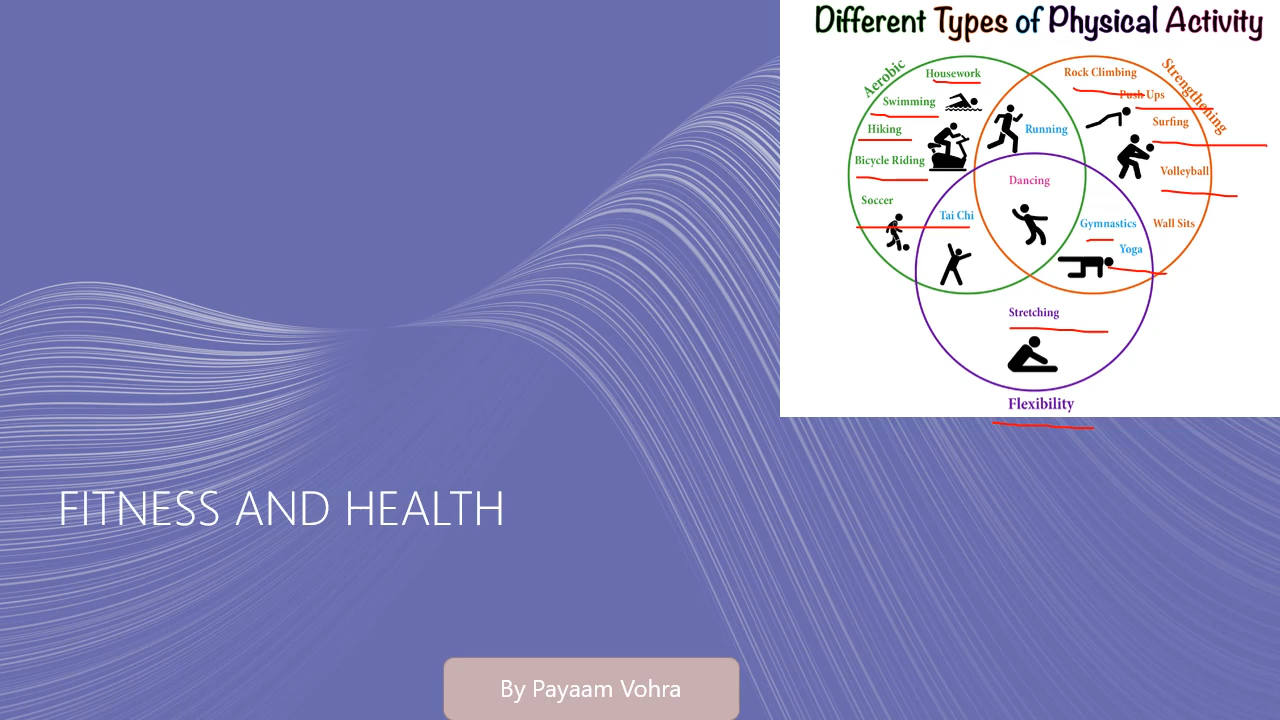 Different Types of Physical Activity
Aerobic
Strengthening
Housework
Rock Climbing
Swimming
Push Ups
Hiking
Running
Surfing
Bicycle Riding
Volleyball
Dancing
Soccer
Tai Chi
Gymnastics
Wall Sits
Yoga
Stretching
Flexibility
FITNESS AND HEALTH
By Payaam Vohra